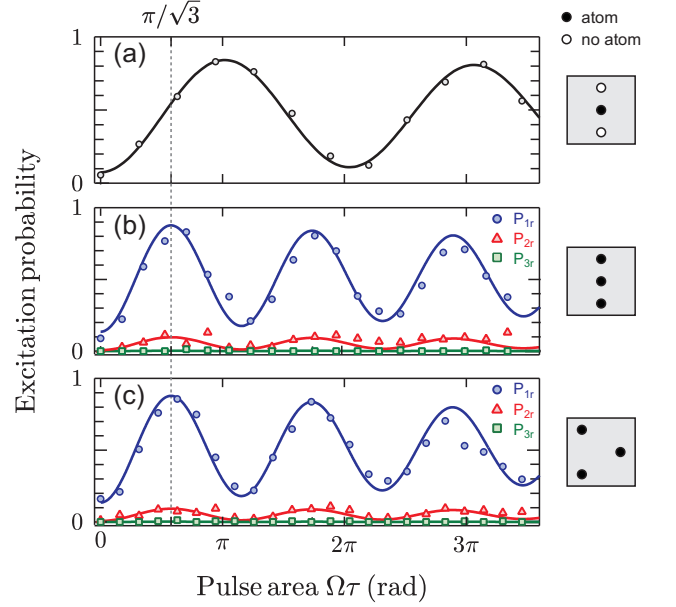 π/√3
atom
no atom
1
(a)
0
1
(b)
P1r
P2r
P3r
0
1
(c)
P1r
P2r
P3r
0
0
π
2π
3π
Excitation probability
Pulse area Ωτ (rad)